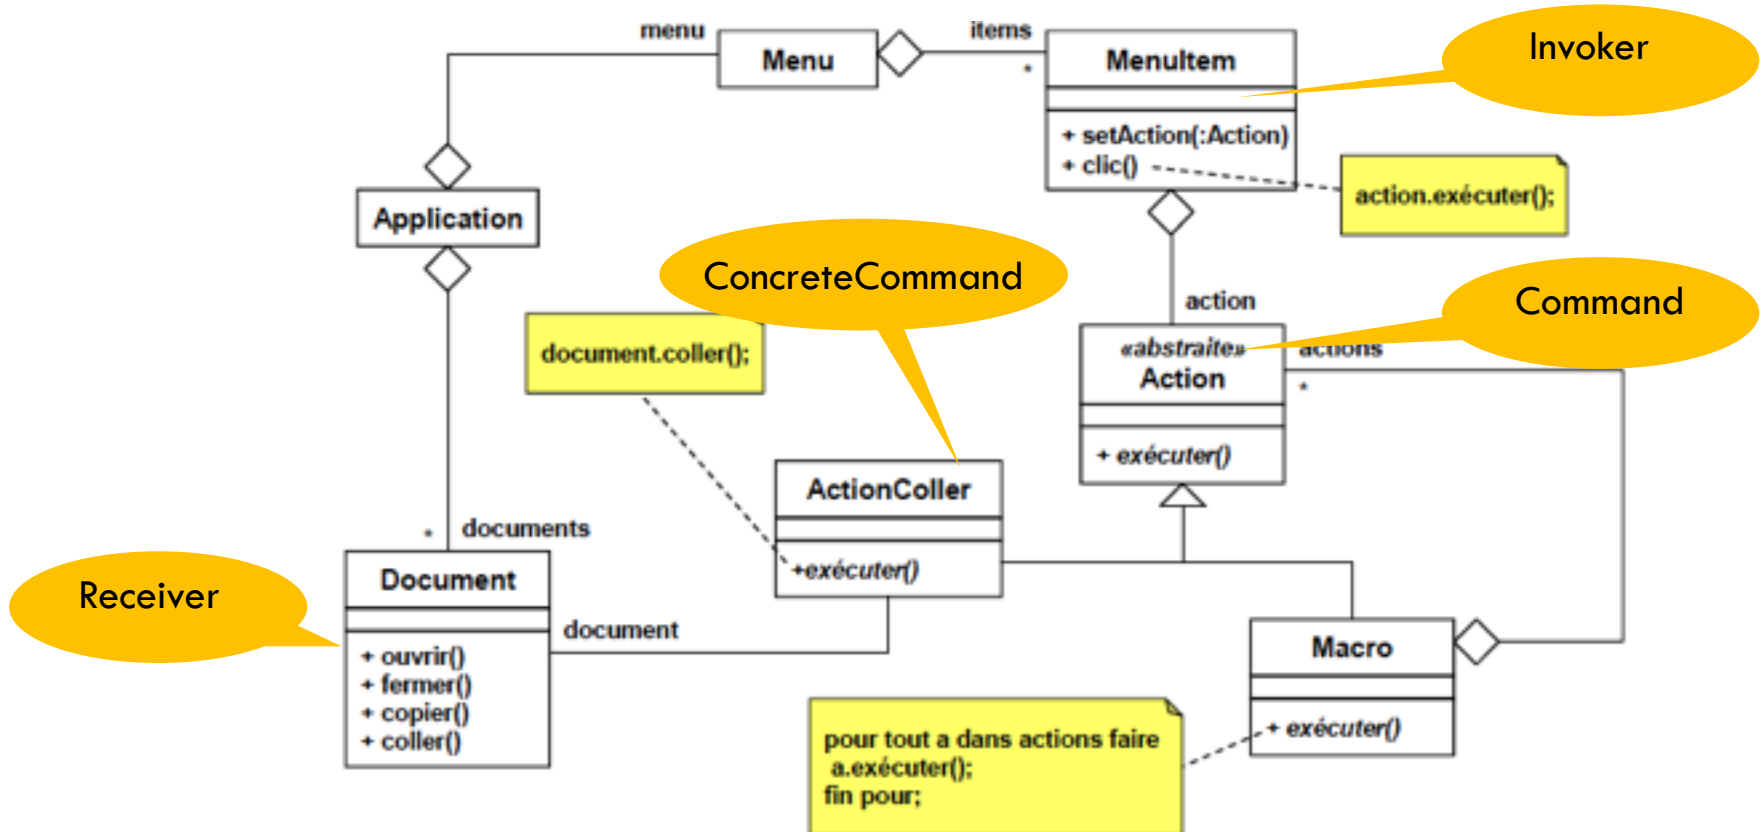 menu
Menu
items
*
MenuItem
+ setAction(:Action)
+ clic()
Invoker
action.exécuter();
Application
ConcreteCommand
document.coller();
action
Command
«abstraite»
Action
+ exécuter()
actions
*
ActionColler
+exécuter()
* documents
Receiver
Document
+ ouvrir()
+ fermer()
+ copier()
+ coller()
document
Macro
+ exécuter()
pour tout a dans actions faire
a.exécuter();
fin pour;